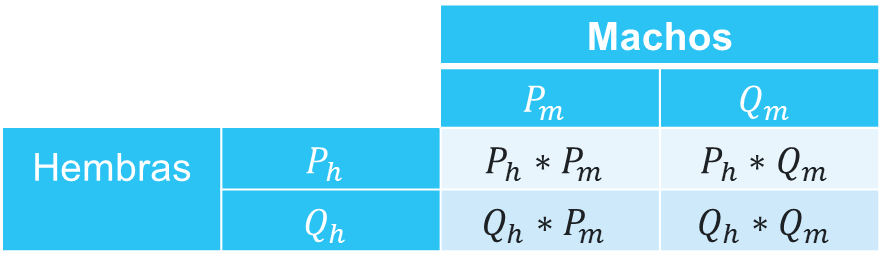 Machos
P_m Q_m
Hembras P_h P_h * P_m P_h * Q_m
Q_h Q_h * P_m Q_h * Q_m